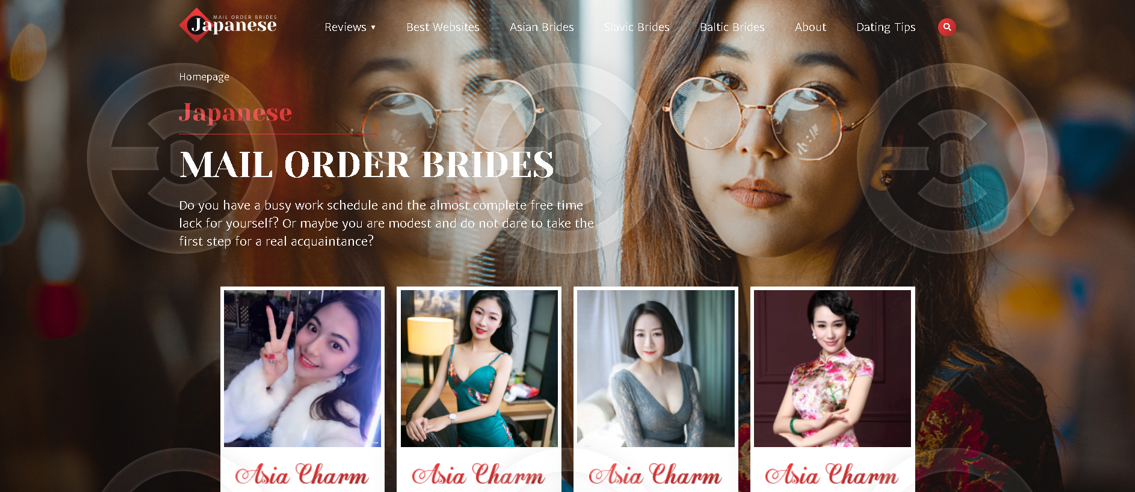 MAIL ORDER BRIDES
Japanese
Reviews ▾
Best Websites
Asian Brides
Slavic Brides
Baltic Brides
About
Dating Tips
Homepage
Japanese
MAIL ORDER BRIDES
Do you have a busy work schedule and the almost complete free time
lack for yourself? Or maybe you are modest and do not dare to take the
first step for a real acquaintance?
Asia Charm
Asia Charm
Asia Charm
Asia Charm